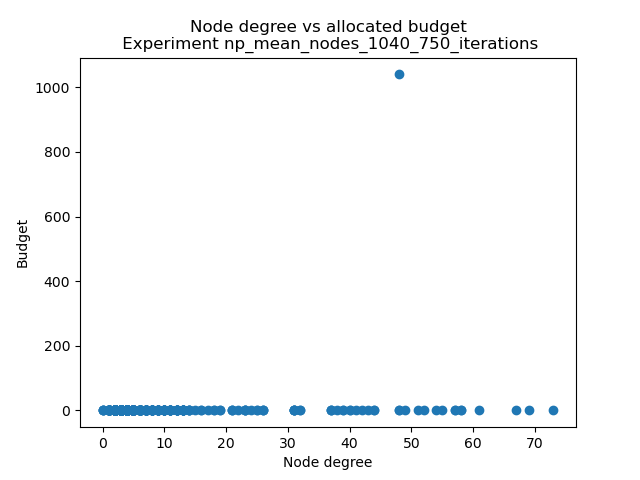 Node degree vs allocated budget
Experiment np_mean_nodes_1040_750_iterations
1000
800
600
400
200
0
Budget
0 10 20 30 40 50 60 70
Node degree